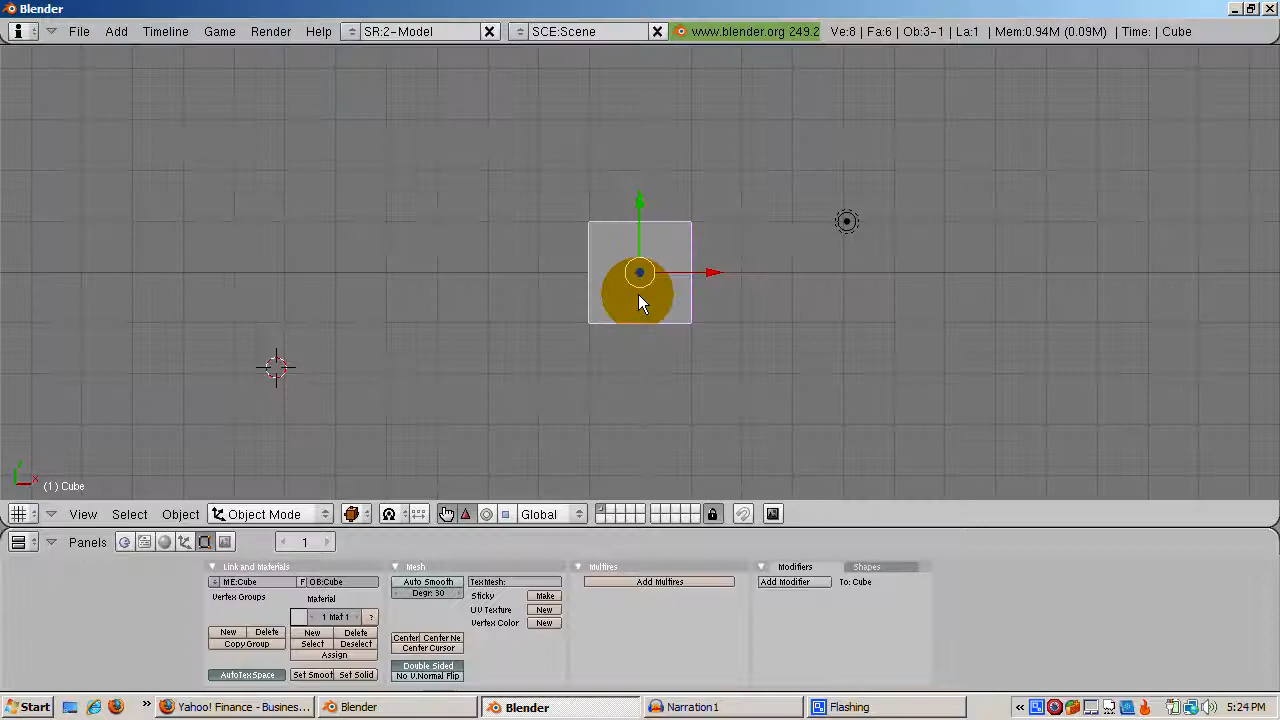 Blender
File Add Timeline Game Render Help SR:2-Model SCE:Scene www.blender.org 249.2 Ve:8 | Fa:6 | Ob:3-1 | La:1 | Mem:0.94M (0.09M) | Time: | Cube
(1) Cube
View Select Object Object Mode Global
Panels 1
Link and Materials Mesh Multires Modifiers Shapes
ME:Cube F OB:Cube Auto Smooth TexMesh: Add Multires Add Modifier To: Cube
Degr: 30
Vertex Groups Material Sticky Make
UV Texture New
1 Mat 1 ? Vertex Color New
New Delete New Delete
Center Center Ne
Copy Group Select Deselect Center Cursor
Assign
Double Sided
AutoTexSpace Set Smoot Set Solid No V.Normal Flip
Start Yahoo! Finance - Busines... Blender Blender Narration1 Flashing 5:24 PM